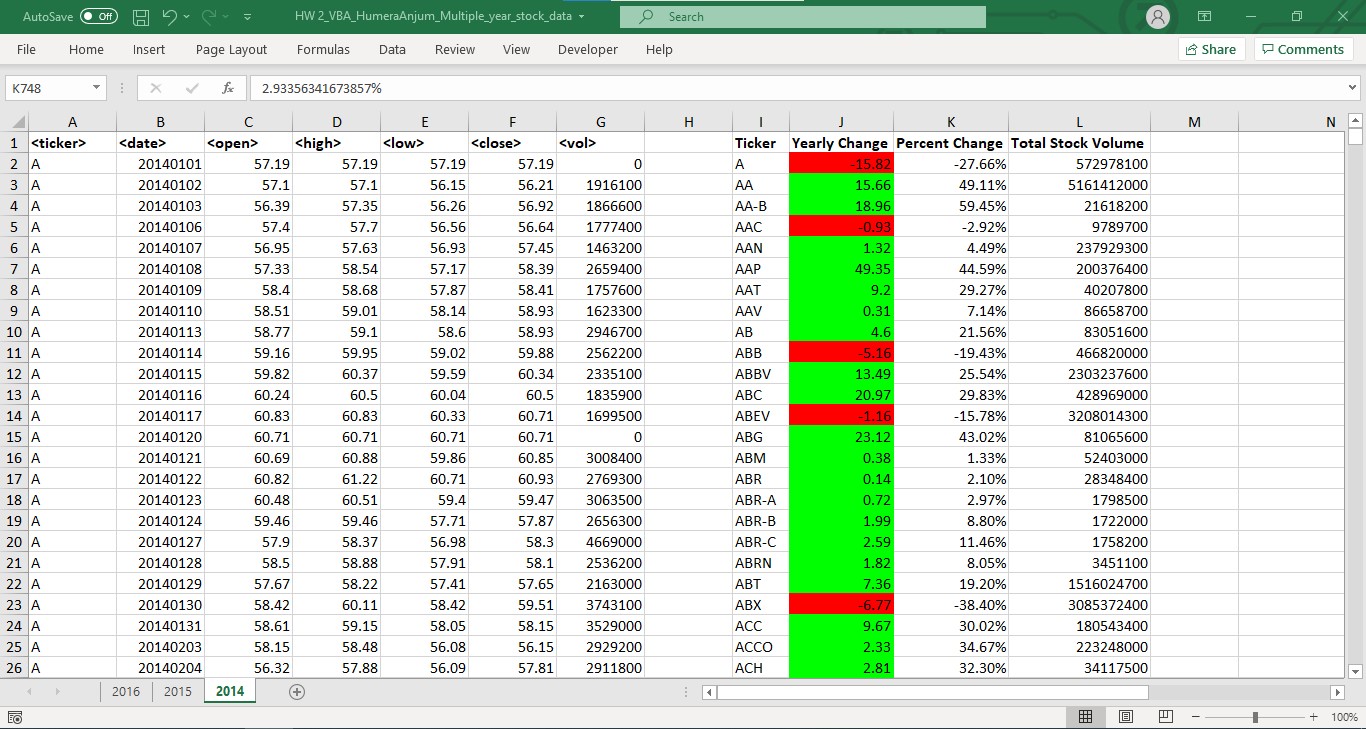 AutoSave Off HW 2_VBA_HumeraAnjum_Multiple_year_stock_data Search
File Home Insert Page Layout Formulas Data Review View Developer Help Share Comments
K748 fx 2.93356341673857%
A B C D E F G H I J K L M N
1 <ticker> <date> <open> <high> <low> <close> <vol> Ticker Yearly Change Percent Change Total Stock Volume
2 A 20140101 57.19 57.19 57.19 57.19 0 A -15.82 -27.66% 572978100
3 A 20140102 57.1 57.1 56.15 56.21 1916100 AA 15.66 49.11% 5161412000
4 A 20140103 56.39 57.35 56.26 56.92 1866600 AA-B 18.96 59.45% 21618200
5 A 20140106 57.4 57.7 56.56 56.64 1777400 AAC -0.93 -2.92% 9789700
6 A 20140107 56.95 57.63 56.93 57.45 1463200 AAN 1.32 4.49% 237929300
7 A 20140108 57.33 58.54 57.17 58.39 2659400 AAP 49.35 44.59% 200376400
8 A 20140109 58.4 58.68 57.87 58.41 1757600 AAT 9.2 29.27% 40207800
9 A 20140110 58.51 59.01 58.14 58.93 1623300 AAV 0.31 7.14% 86658700
10 A 20140113 58.77 59.1 58.6 58.93 2946700 AB 4.6 21.56% 83051600
11 A 20140114 59.16 59.95 59.02 59.88 2562200 ABB -5.16 -19.43% 466820000
12 A 20140115 59.82 60.37 59.59 60.34 2335100 ABBV 13.49 25.54% 2303237600
13 A 20140116 60.24 60.5 60.04 60.5 1835900 ABC 20.97 29.83% 428969000
14 A 20140117 60.83 60.83 60.33 60.71 1699500 ABEV -1.16 -15.78% 3208014300
15 A 20140120 60.71 60.71 60.71 60.71 0 ABG 23.12 43.02% 81065600
16 A 20140121 60.69 60.88 59.86 60.85 3008400 ABM 0.38 1.33% 52403000
17 A 20140122 60.82 61.22 60.71 60.93 2769300 ABR 0.14 2.10% 28348400
18 A 20140123 60.48 60.51 59.4 59.47 3063500 ABR-A 0.72 2.97% 1798500
19 A 20140124 59.46 59.46 57.71 57.87 2656300 ABR-B 1.99 8.80% 1722000
20 A 20140127 57.9 58.37 56.98 58.3 4669000 ABR-C 2.59 11.46% 1758200
21 A 20140128 58.5 58.88 57.91 58.1 2536200 ABRN 1.82 8.05% 3451100
22 A 20140129 57.67 58.22 57.41 57.65 2163000 ABT 7.36 19.20% 1516024700
23 A 20140130 58.42 60.11 58.42 59.51 3743100 ABX -6.77 -38.40% 3085372400
24 A 20140131 58.61 59.15 58.05 58.15 3529000 ACC 9.67 30.02% 180543400
25 A 20140203 58.15 58.48 56.08 56.15 2929200 ACCO 2.33 34.67% 223248000
26 A 20140204 56.32 57.88 56.09 57.81 2911800 ACH 2.81 32.30% 34117500
2016 2015 2014
100%